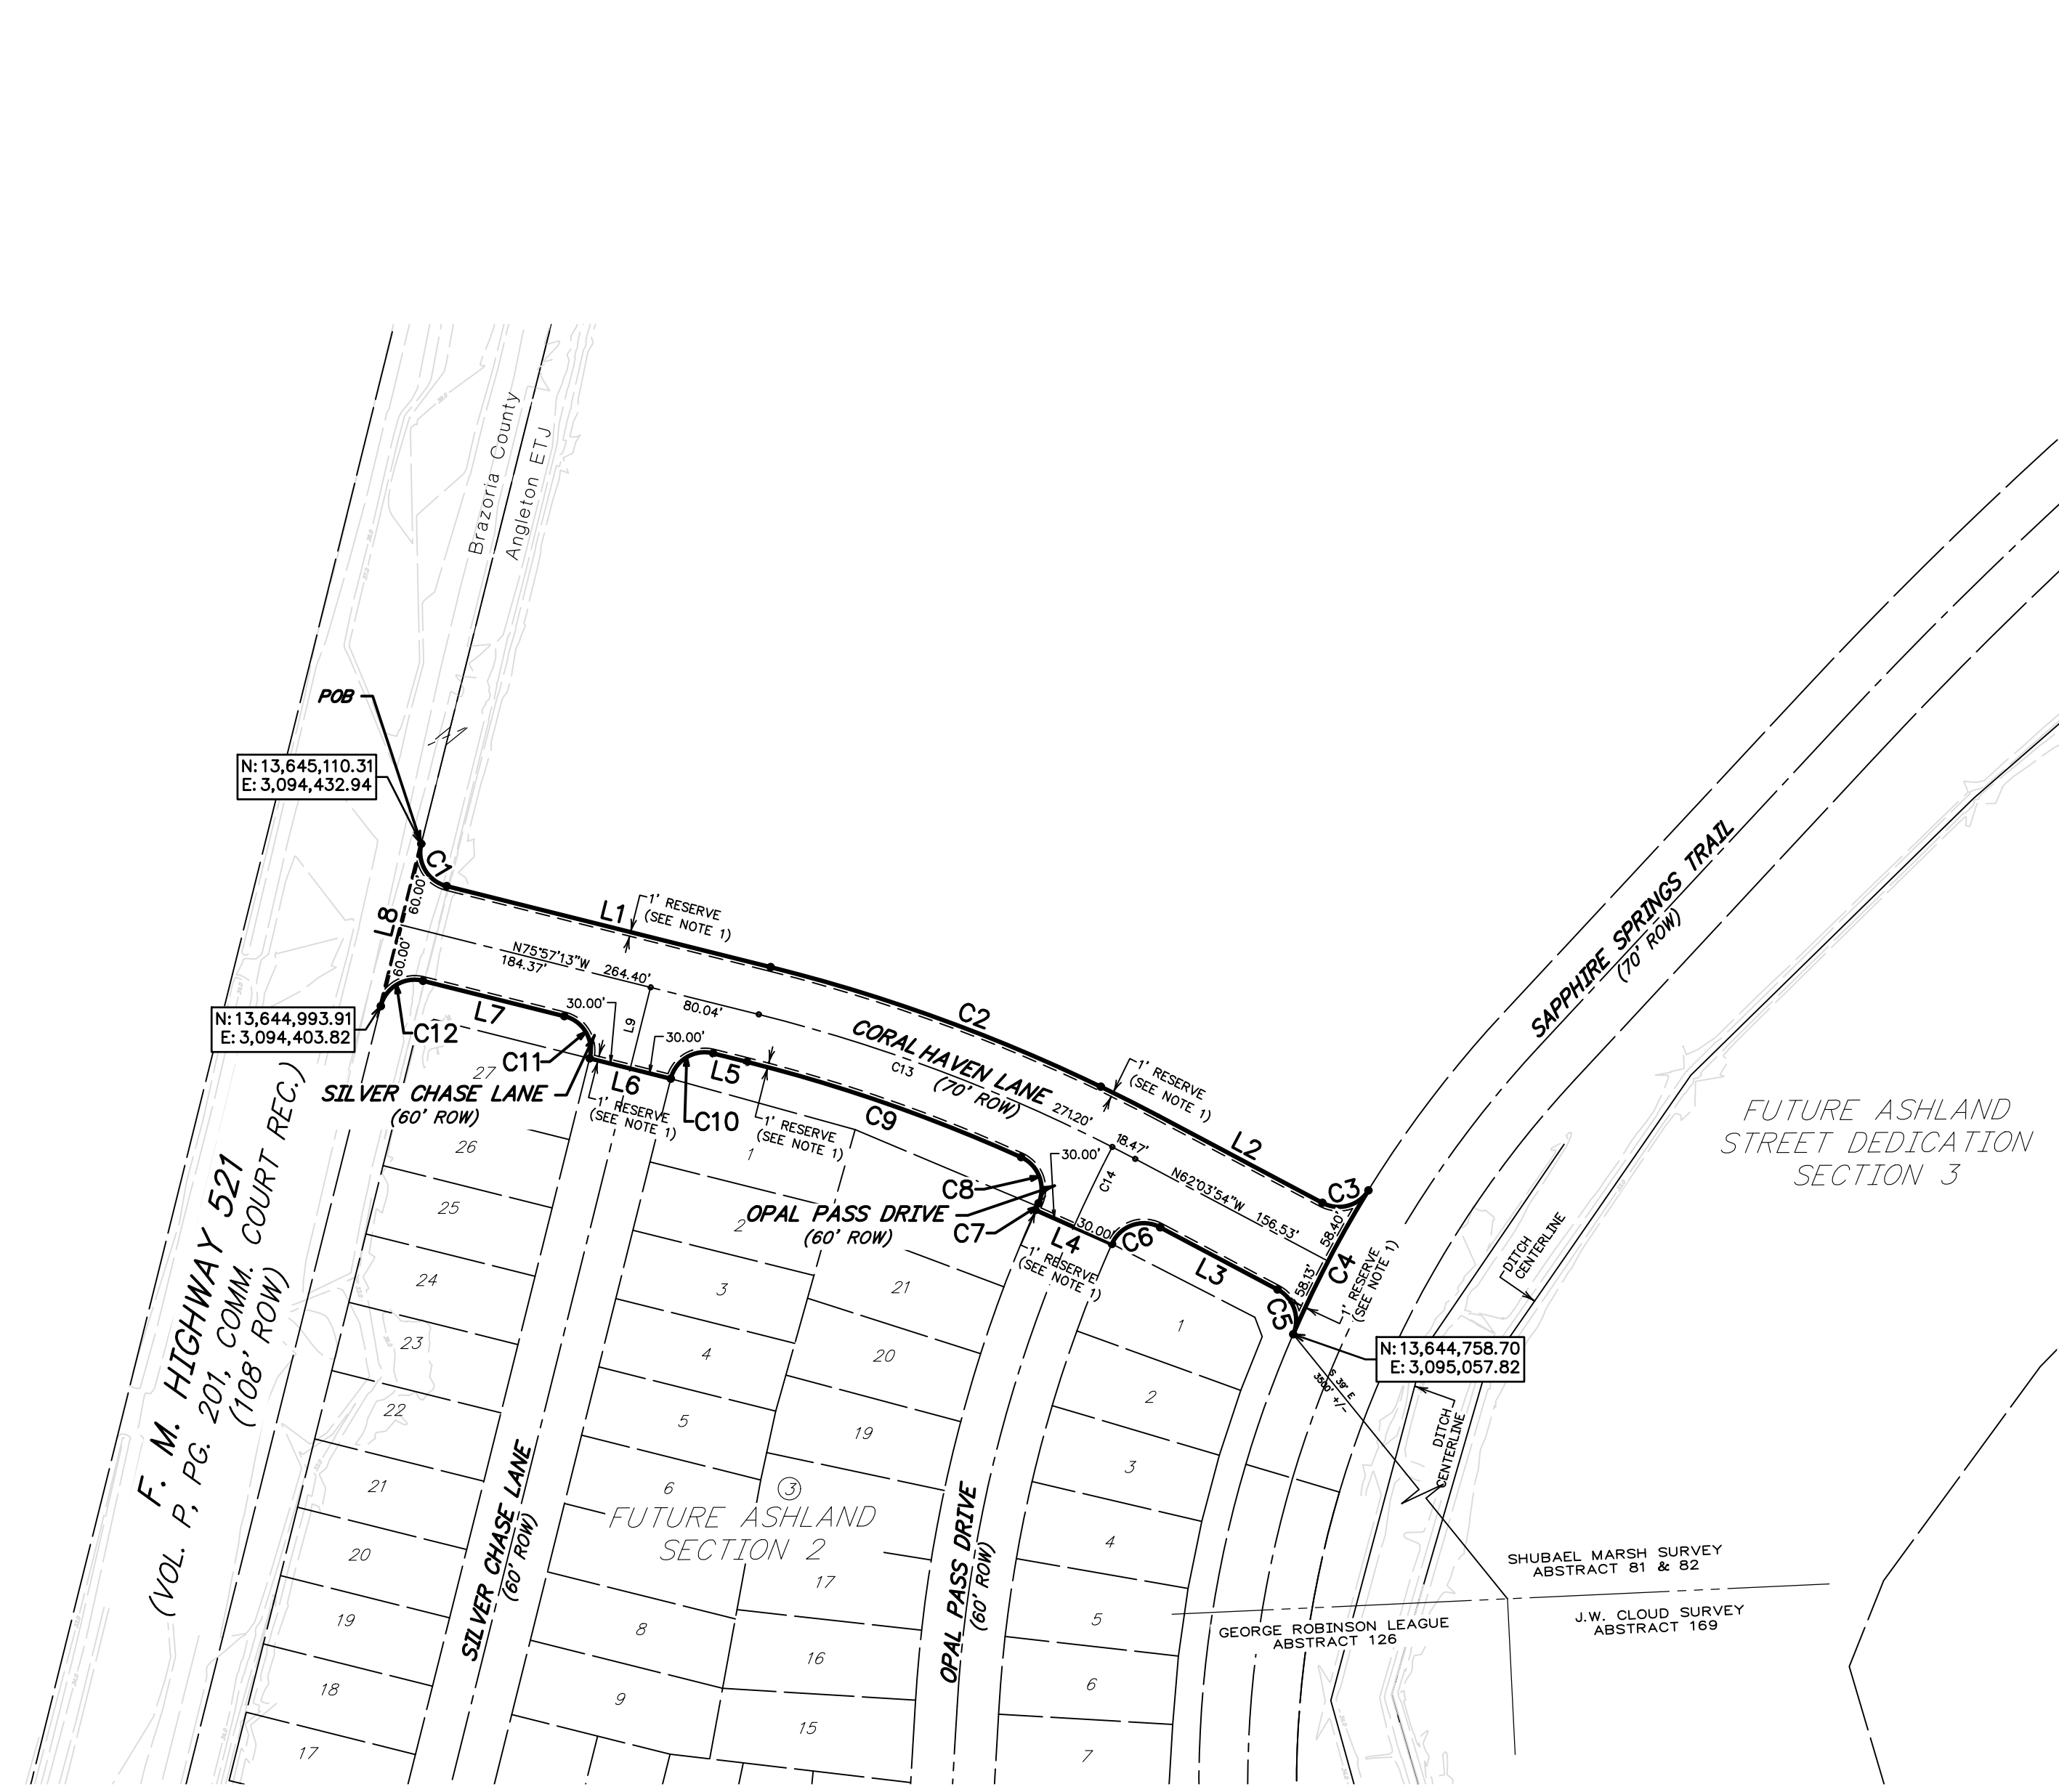 Brazoria County
Angleton ETJ
POB
N: 13,645,110.31
E: 3,094,432.94
C1
60.00'
L8
60.00'
L1
1' RESERVE
(SEE NOTE 1)
N75°57'13"W
184.37'
264.40'
80.04'
C2
CORAL HAVEN LANE
(70' ROW)
C13
271.20'
1' RESERVE
(SEE NOTE 1)
L2
C3
SAPPHIRE SPRINGS TRAIL
(70' ROW)
N: 13,644,993.91
E: 3,094,403.82
C12
L7
30.00'
L9
30.00'
C11
L6
L5
C10
C9
SILVER CHASE LANE
(60' ROW)
1' RESERVE
(SEE NOTE 1)
1' RESERVE
(SEE NOTE 1)
18.47'
30.00'
C14
N62°03'54"W
156.53'
58.40'
58.13'
C4
C8
OPAL PASS DRIVE
(60' ROW)
C7
L4
30.00'
C6
L3
C5
1' RESERVE
(SEE NOTE 1)
1' RESERVE
(SEE NOTE 1)
N: 13,644,758.70
E: 3,095,057.82
S 39° E
3500' +/-
DITCH
CENTERLINE
DITCH
CENTERLINE
FUTURE ASHLAND
STREET DEDICATION
SECTION 3
F. M. HIGHWAY 521
(VOL. P, PG. 201, COMM. COURT REC.)
(108' ROW)
27
26
25
24
23
22
21
20
19
18
17
SILVER CHASE LANE
(60' ROW)
1
2
3
4
5
6
8
9
3
FUTURE ASHLAND
SECTION 2
21
20
19
17
16
15
OPAL PASS DRIVE
(60' ROW)
1
2
3
4
5
6
7
SHUBAEL MARSH SURVEY
ABSTRACT 81 & 82
GEORGE ROBINSON LEAGUE
ABSTRACT 126
J.W. CLOUD SURVEY
ABSTRACT 169